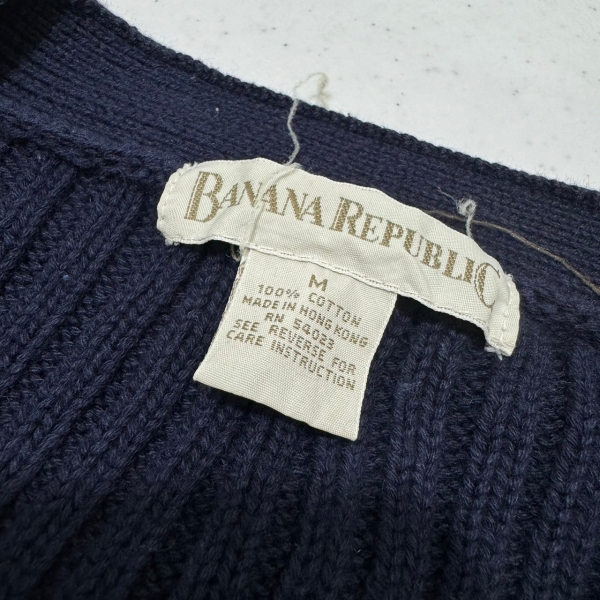 BANANA REPUBLIC
M
100% COTTON
MADE IN HONG KONG
RN 54023
SEE REVERSE FOR
CARE INSTRUCTION